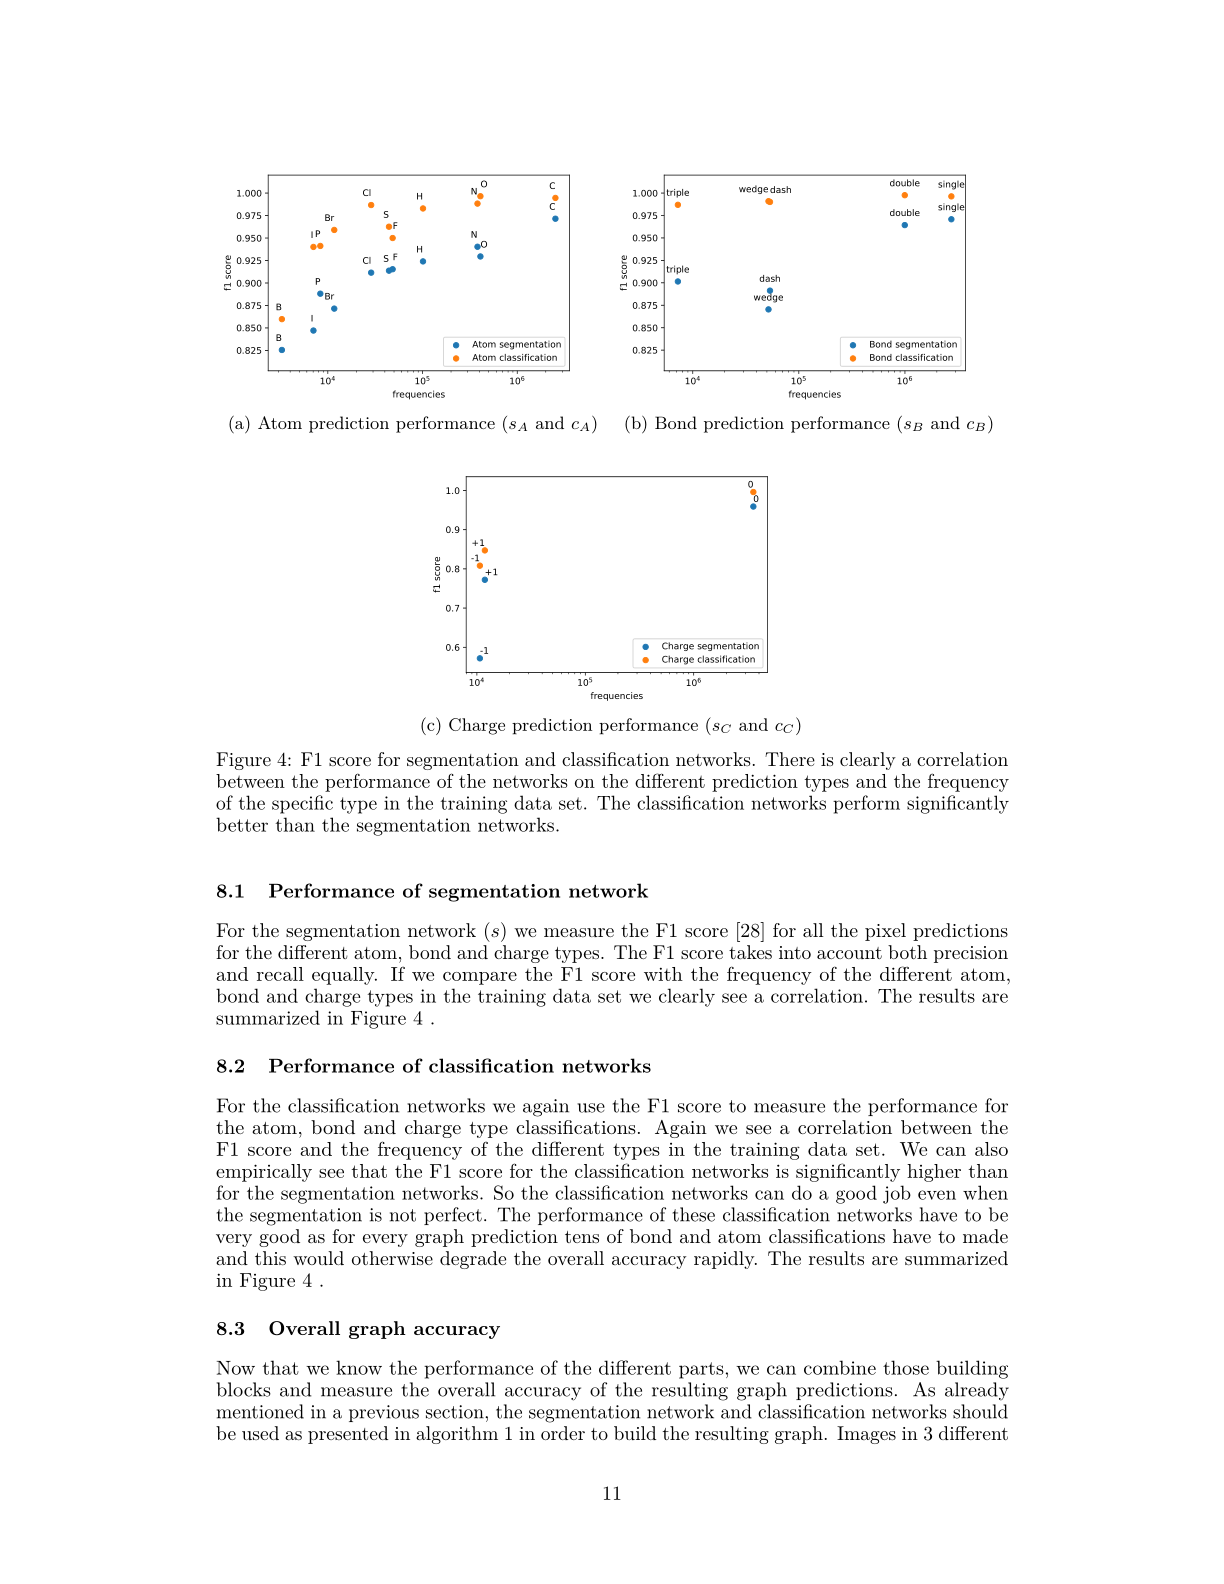 1.000
0.975
0.950
0.925
0.900
0.875
0.850
0.825
f1 score
B
B
I
I
P
P
Br
Br
Cl
Cl
S
S
F
F
H
H
N
N
O
O
C
C
Atom segmentation
Atom classification
10^4 10^5 10^6
frequencies
(a) Atom prediction performance (s_A and c_A)
1.000
0.975
0.950
0.925
0.900
0.875
0.850
0.825
f1 score
triple
triple
wedge dash
dash
wedge
double
double
single
single
Bond segmentation
Bond classification
10^4 10^5 10^6
frequencies
(b) Bond prediction performance (s_B and c_B)
1.0
0.9
0.8
0.7
0.6
f1 score
0
0
+1
-1
+1
-1
Charge segmentation
Charge classification
10^4 10^5 10^6
frequencies
(c) Charge prediction performance (s_C and c_C)
Figure 4: F1 score for segmentation and classification networks. There is clearly a correlation
between the performance of the networks on the different prediction types and the frequency
of the specific type in the training data set. The classification networks perform significantly
better than the segmentation networks.
8.1 Performance of segmentation network
For the segmentation network (s) we measure the F1 score [28] for all the pixel predictions
for the different atom, bond and charge types. The F1 score takes into account both precision
and recall equally. If we compare the F1 score with the frequency of the different atom,
bond and charge types in the training data set we clearly see a correlation. The results are
summarized in Figure 4 .
8.2 Performance of classification networks
For the classification networks we again use the F1 score to measure the performance for
the atom, bond and charge type classifications. Again we see a correlation between the
F1 score and the frequency of the different types in the training data set. We can also
empirically see that the F1 score for the classification networks is significantly higher than
for the segmentation networks. So the classification networks can do a good job even when
the segmentation is not perfect. The performance of these classification networks have to be
very good as for every graph prediction tens of bond and atom classifications have to made
and this would otherwise degrade the overall accuracy rapidly. The results are summarized
in Figure 4 .
8.3 Overall graph accuracy
Now that we know the performance of the different parts, we can combine those building
blocks and measure the overall accuracy of the resulting graph predictions. As already
mentioned in a previous section, the segmentation network and classification networks should
be used as presented in algorithm 1 in order to build the resulting graph. Images in 3 different
11